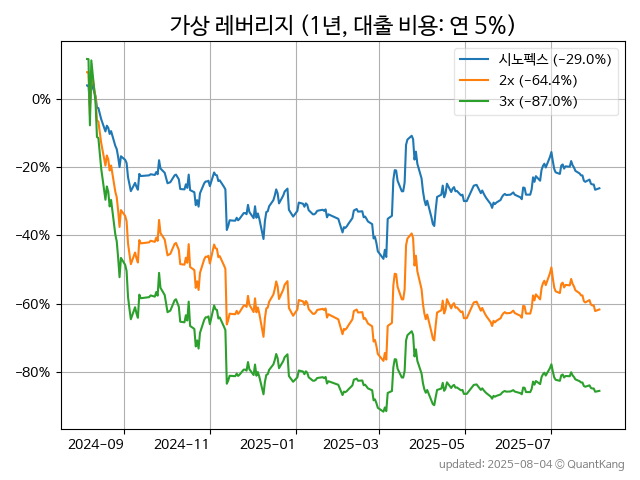 가상 레버리지 (1년, 대출 비용: 연 5%)
시노펙스 (−29.0%)
2x (−64.4%)
3x (−87.0%)
0%
−20%
−40%
−60%
−80%
2024−09 2024−11 2025−01 2025−03 2025−05 2025−07
updated: 2025-08-04 © QuantKang